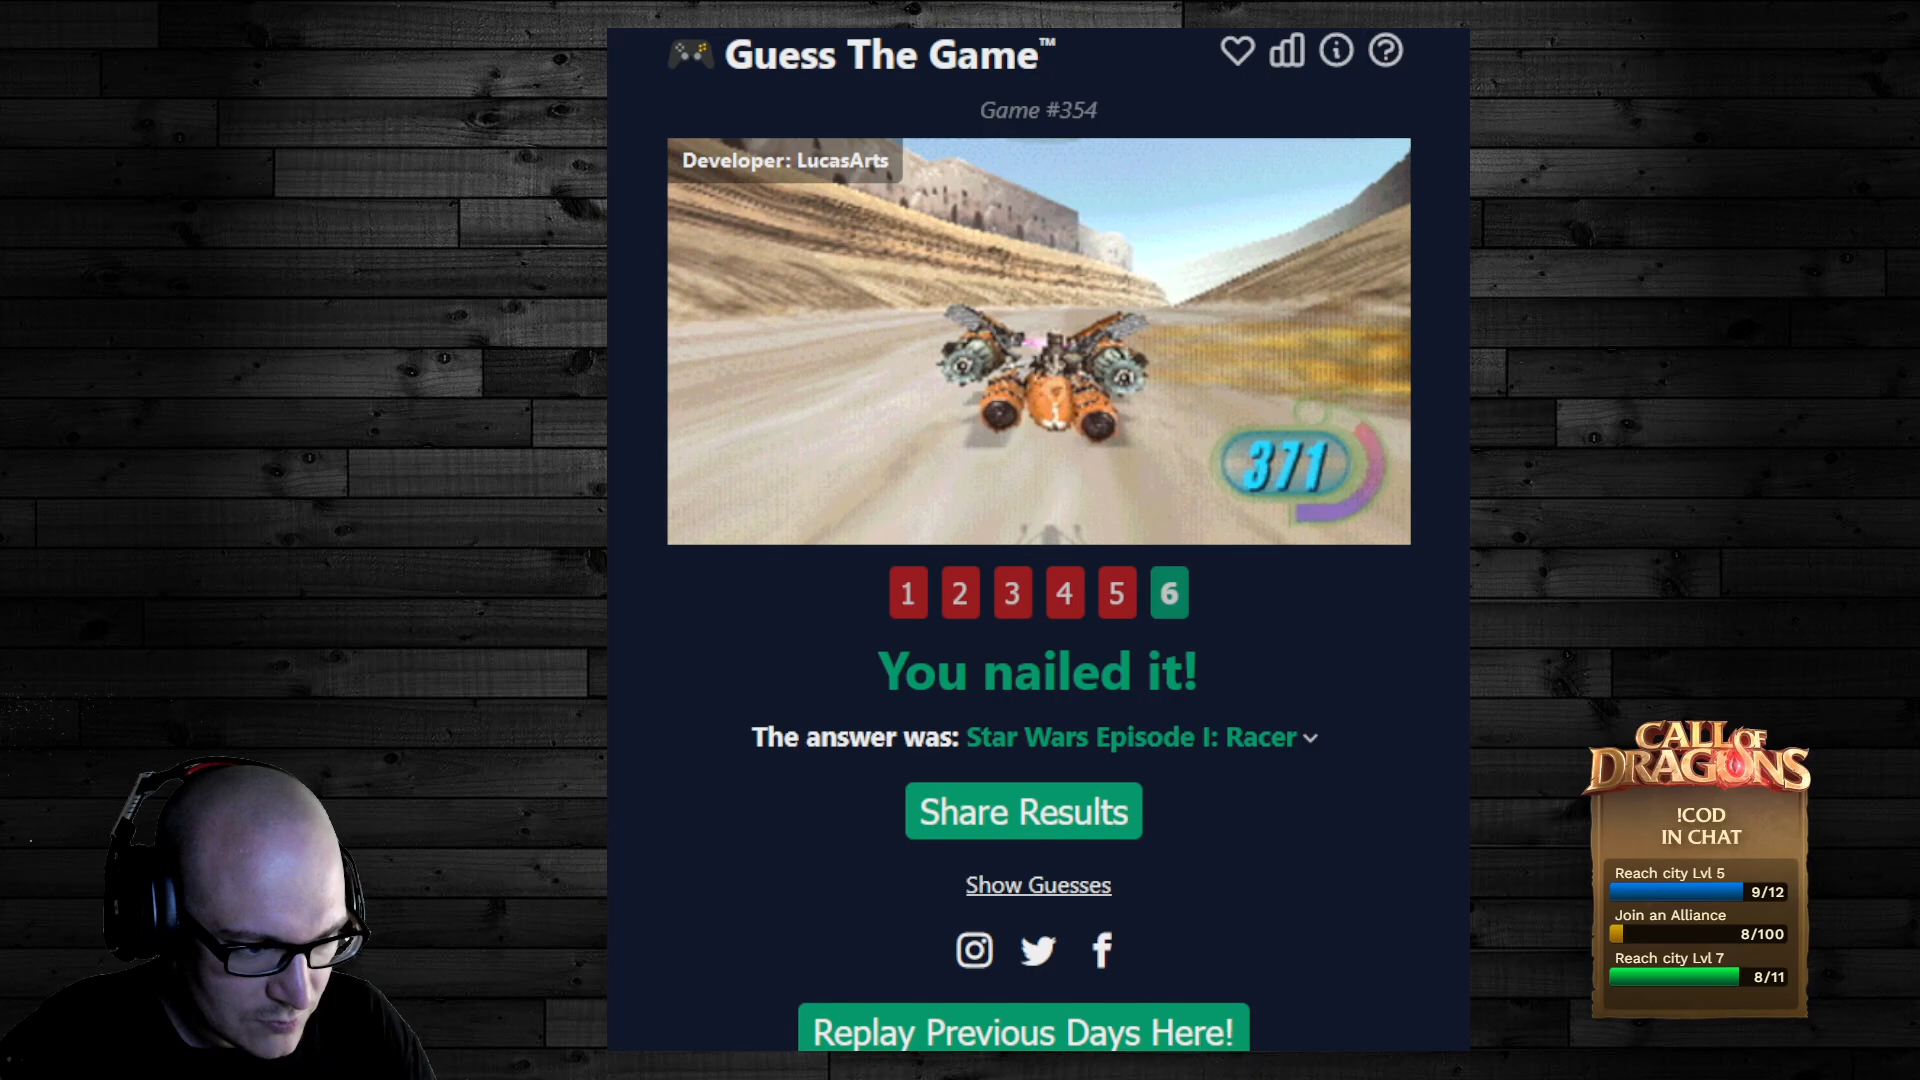 Guess The Game™
Game #354
Developer: LucasArts
371
1 2 3 4 5 6
You nailed it!
The answer was: Star Wars Episode I: Racer
Share Results
Show Guesses
Replay Previous Days Here!
CALL OF
DRAGONS
!COD
IN CHAT
Reach city Lvl 5
9/12
Join an Alliance
8/100
Reach city Lvl 7
8/11